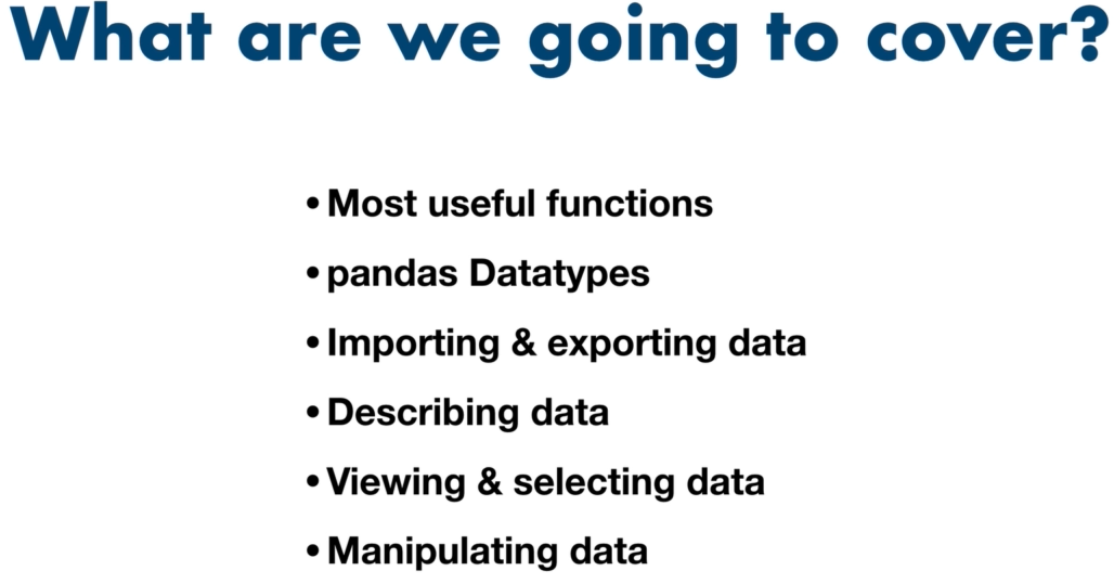 What are we going to cover?
• Most useful functions
• pandas Datatypes
• Importing & exporting data
• Describing data
• Viewing & selecting data
• Manipulating data